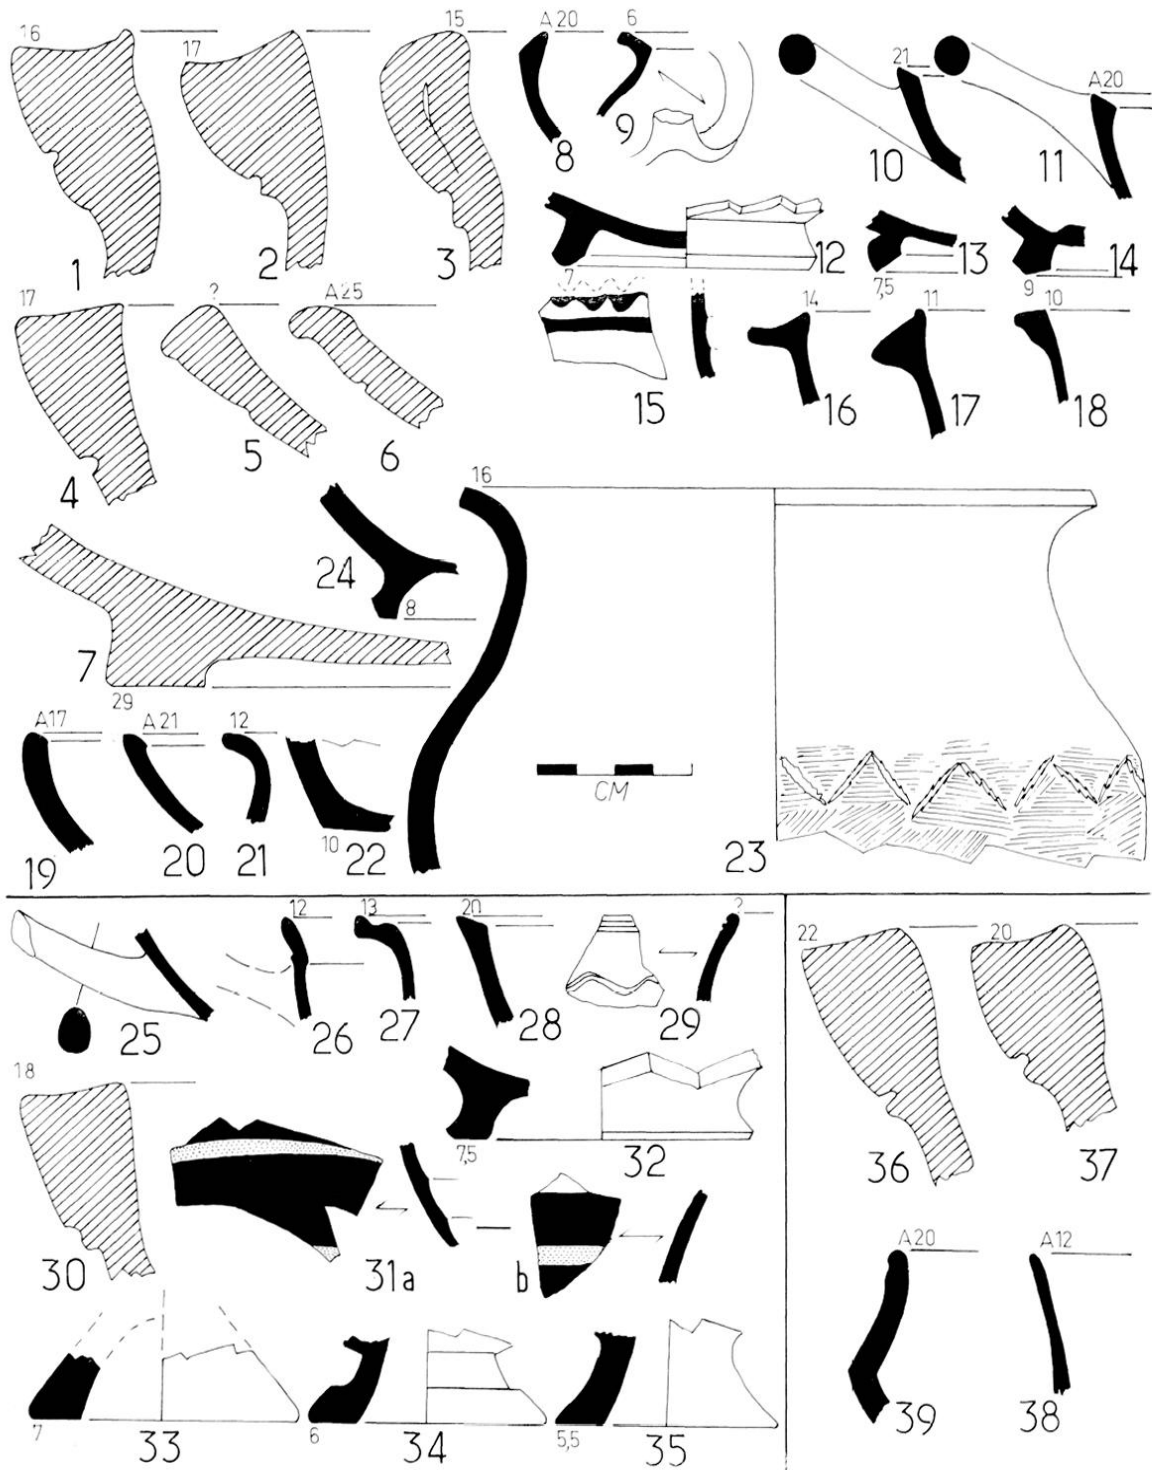 16 17 15 A20 6 21 A20
1 2 3 8 9 10 11
7 12 7,5 13 9 14
17 ? A25 14 11 10
4 5 6 15 16 17 18
16
24 8
7 29
A17 A21 12 10
19 20 21 22 23
CM
12 13 20 ? 22 20
25 26 27 28 29
18 7,5 32 36 37
30 31a b
A20 A12
7 33 6 34 5,5 35 39 38